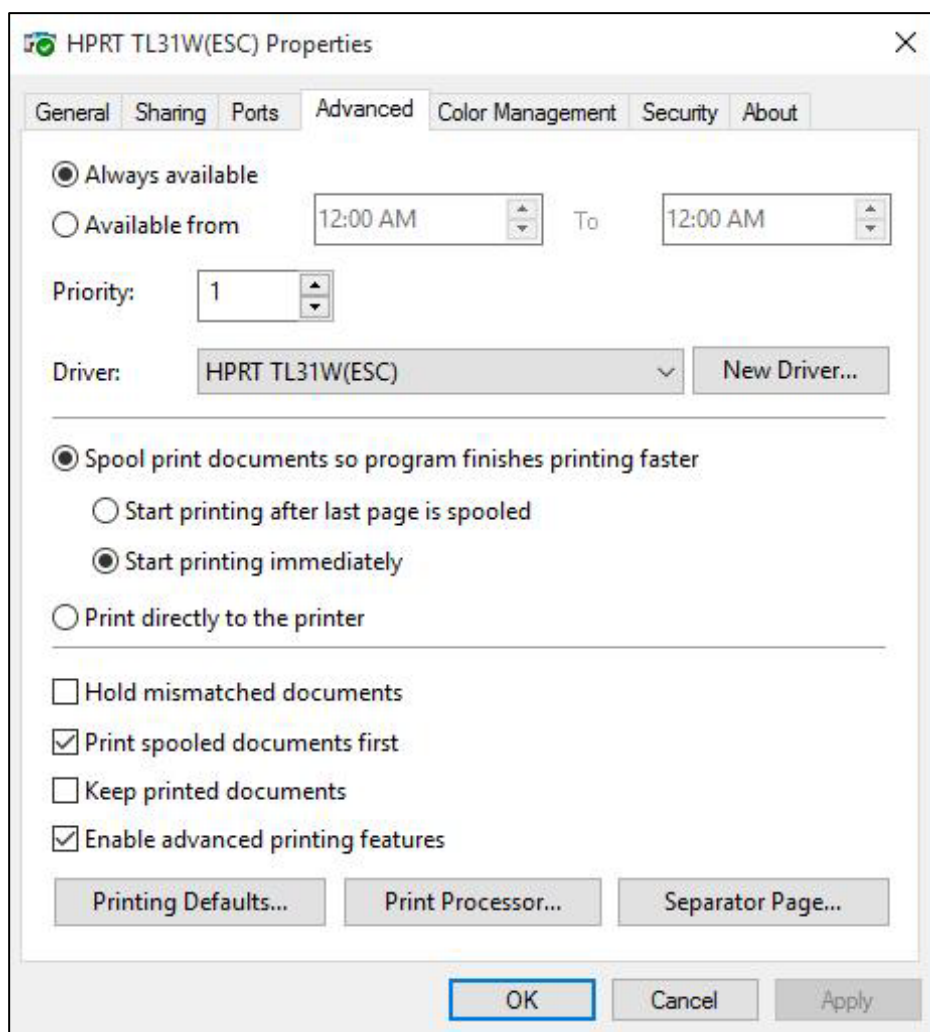 HPRT TL31W(ESC) Properties
General Sharing Ports Advanced Color Management Security About
Always available
Available from 12:00 AM To 12:00 AM
Priority: 1
Driver: HPRT TL31W(ESC) New Driver...
Spool print documents so program finishes printing faster
Start printing after last page is spooled
Start printing immediately
Print directly to the printer
Hold mismatched documents
Print spooled documents first
Keep printed documents
Enable advanced printing features
Printing Defaults... Print Processor... Separator Page...
OK Cancel Apply